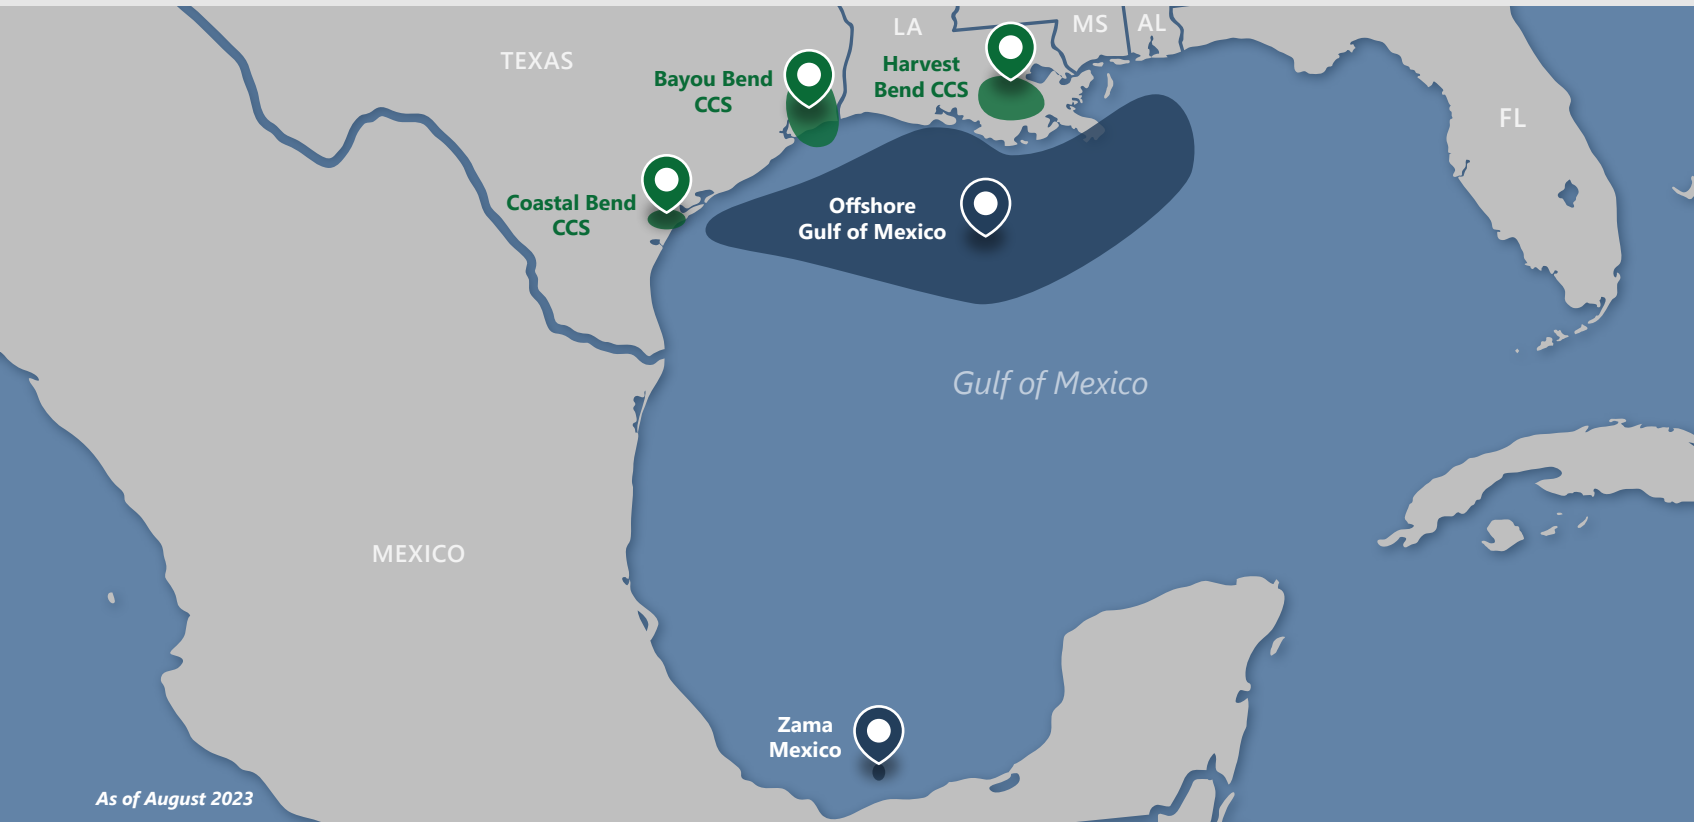 LA
MS
AL
TEXAS
Bayou Bend
CCS
Harvest
Bend CCS
FL
Coastal Bend
CCS
Offshore
Gulf of Mexico
Gulf of Mexico
MEXICO
Zama
Mexico
As of August 2023